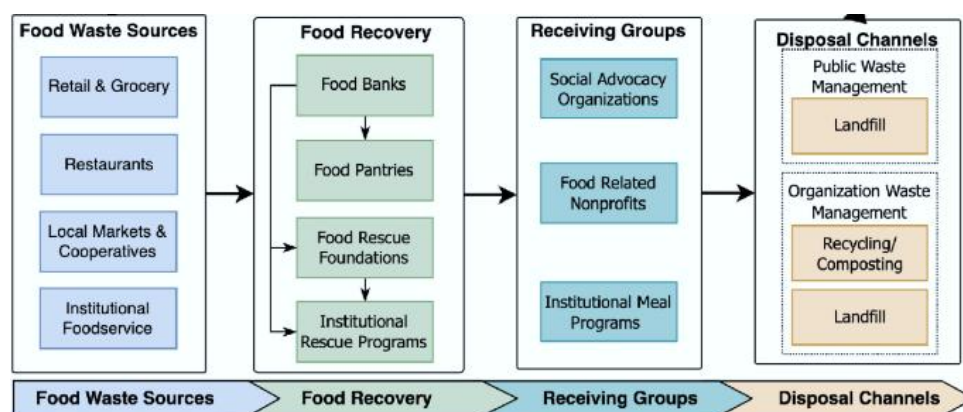 Food Waste Sources
Retail & Grocery
Restaurants
Local Markets &
Cooperatives
Institutional
Foodservice
Food Recovery
Food Banks
Food Pantries
Food Rescue
Foundations
Institutional
Rescue Programs
Receiving Groups
Social Advocacy
Organizations
Food Related
Nonprofits
Institutional Meal
Programs
Disposal Channels
Public Waste
Management
Landfill
Organization Waste
Management
Recycling/
Composting
Landfill
Food Waste Sources
Food Recovery
Receiving Groups
Disposal Channels